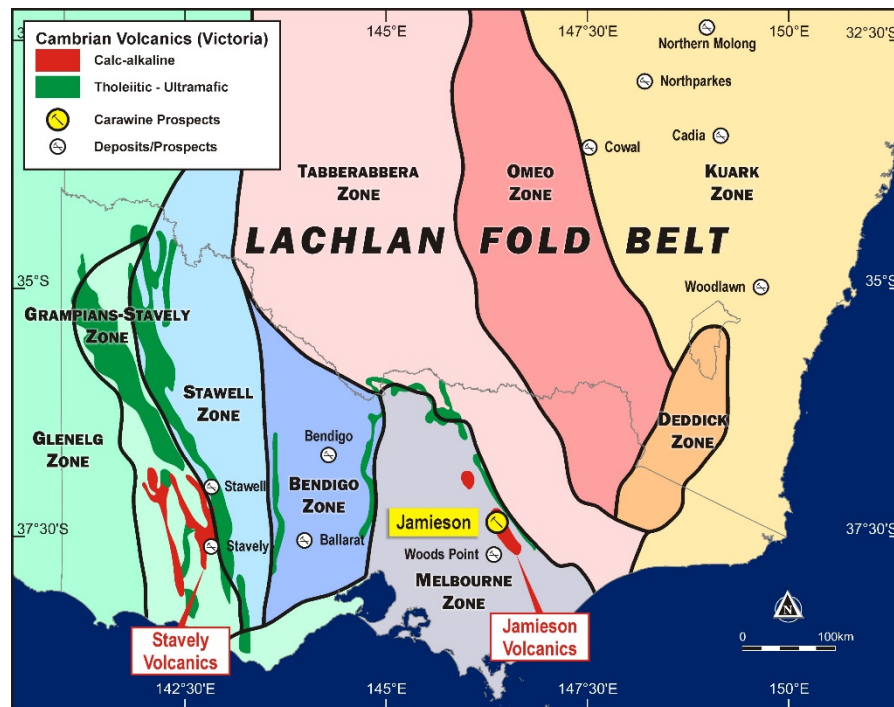 Cambrian Volcanics (Victoria)
Calc-alkaline
Tholeiitic - Ultramafic
Carawine Prospects
Deposits/Prospects
145°E
147°30'E
150°E
32°30'S
Northern Molong
Northparkes
Cadia
Cowal
TABBERABBERA
ZONE
OMEO
ZONE
KUARK
ZONE
LACHLAN FOLD BELT
35°S
35°S
Woodlawn
GRAMPIANS-STAVELY
ZONE
STAWELL
ZONE
DEDDICK
ZONE
GLENELG
ZONE
Bendigo
BENDIGO
ZONE
Stawell
Jamieson
37°30'S
37°30'S
Stavely
Ballarat
Woods Point
MELBOURNE
ZONE
Stavely
Volcanics
Jamieson
Volcanics
N
0 100km
142°30'E
145°E
147°30'E
150°E